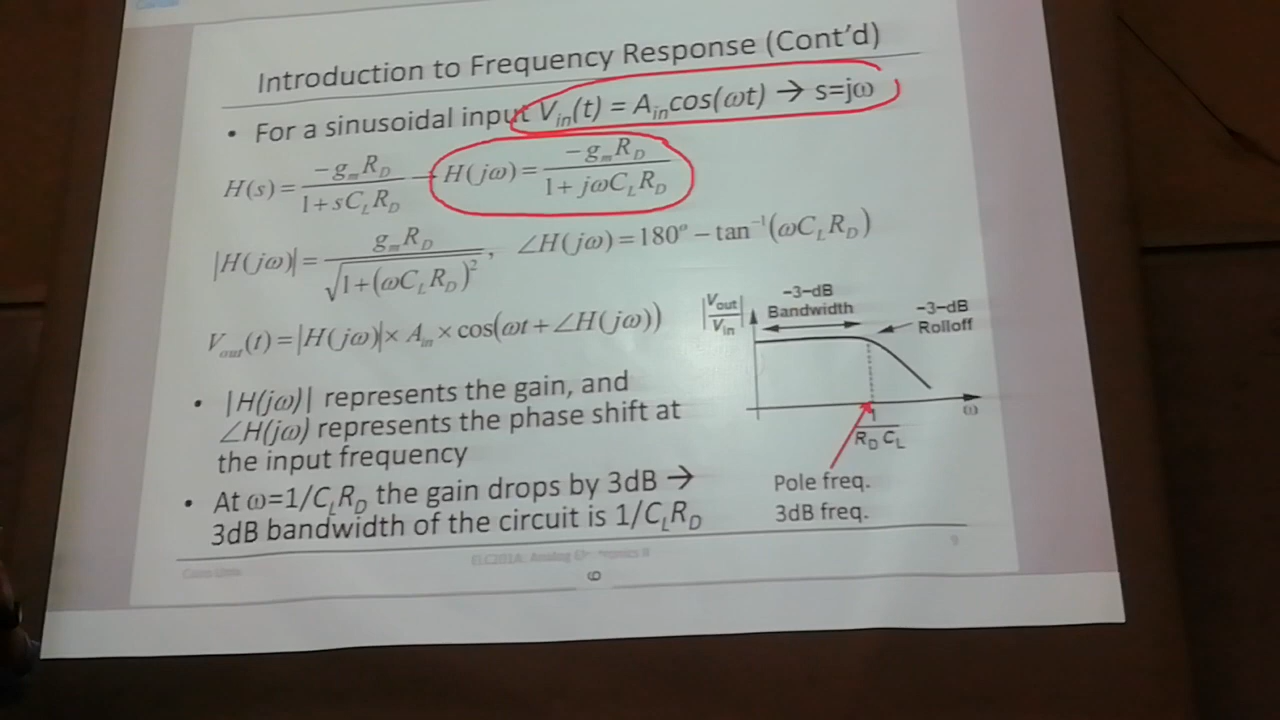 Introduction to Frequency Response (Cont'd)
• For a sinusoidal input V_in(t) = A_in cos(ωt) → s=jω
H(s) = -g_m R_D / (1+sC_L R_D) → H(jω) = -g_m R_D / (1+jωC_L R_D)
|H(jω)| = g_m R_D / √(1+(ωC_L R_D)²), ∠H(jω) = 180° – tan⁻¹(ωC_L R_D)
V_out(t) = |H(jω)| × A_in × cos(ωt + ∠H(jω))
• |H(jω)| represents the gain, and
∠H(jω) represents the phase shift at
the input frequency
• At ω=1/C_L R_D the gain drops by 3dB →
3dB bandwidth of the circuit is 1/C_L R_D
|V_out / V_in|
–3–dB
Bandwidth
–3–dB
Rolloff
ω
1 / R_D C_L
Pole freq.
3dB freq.
9